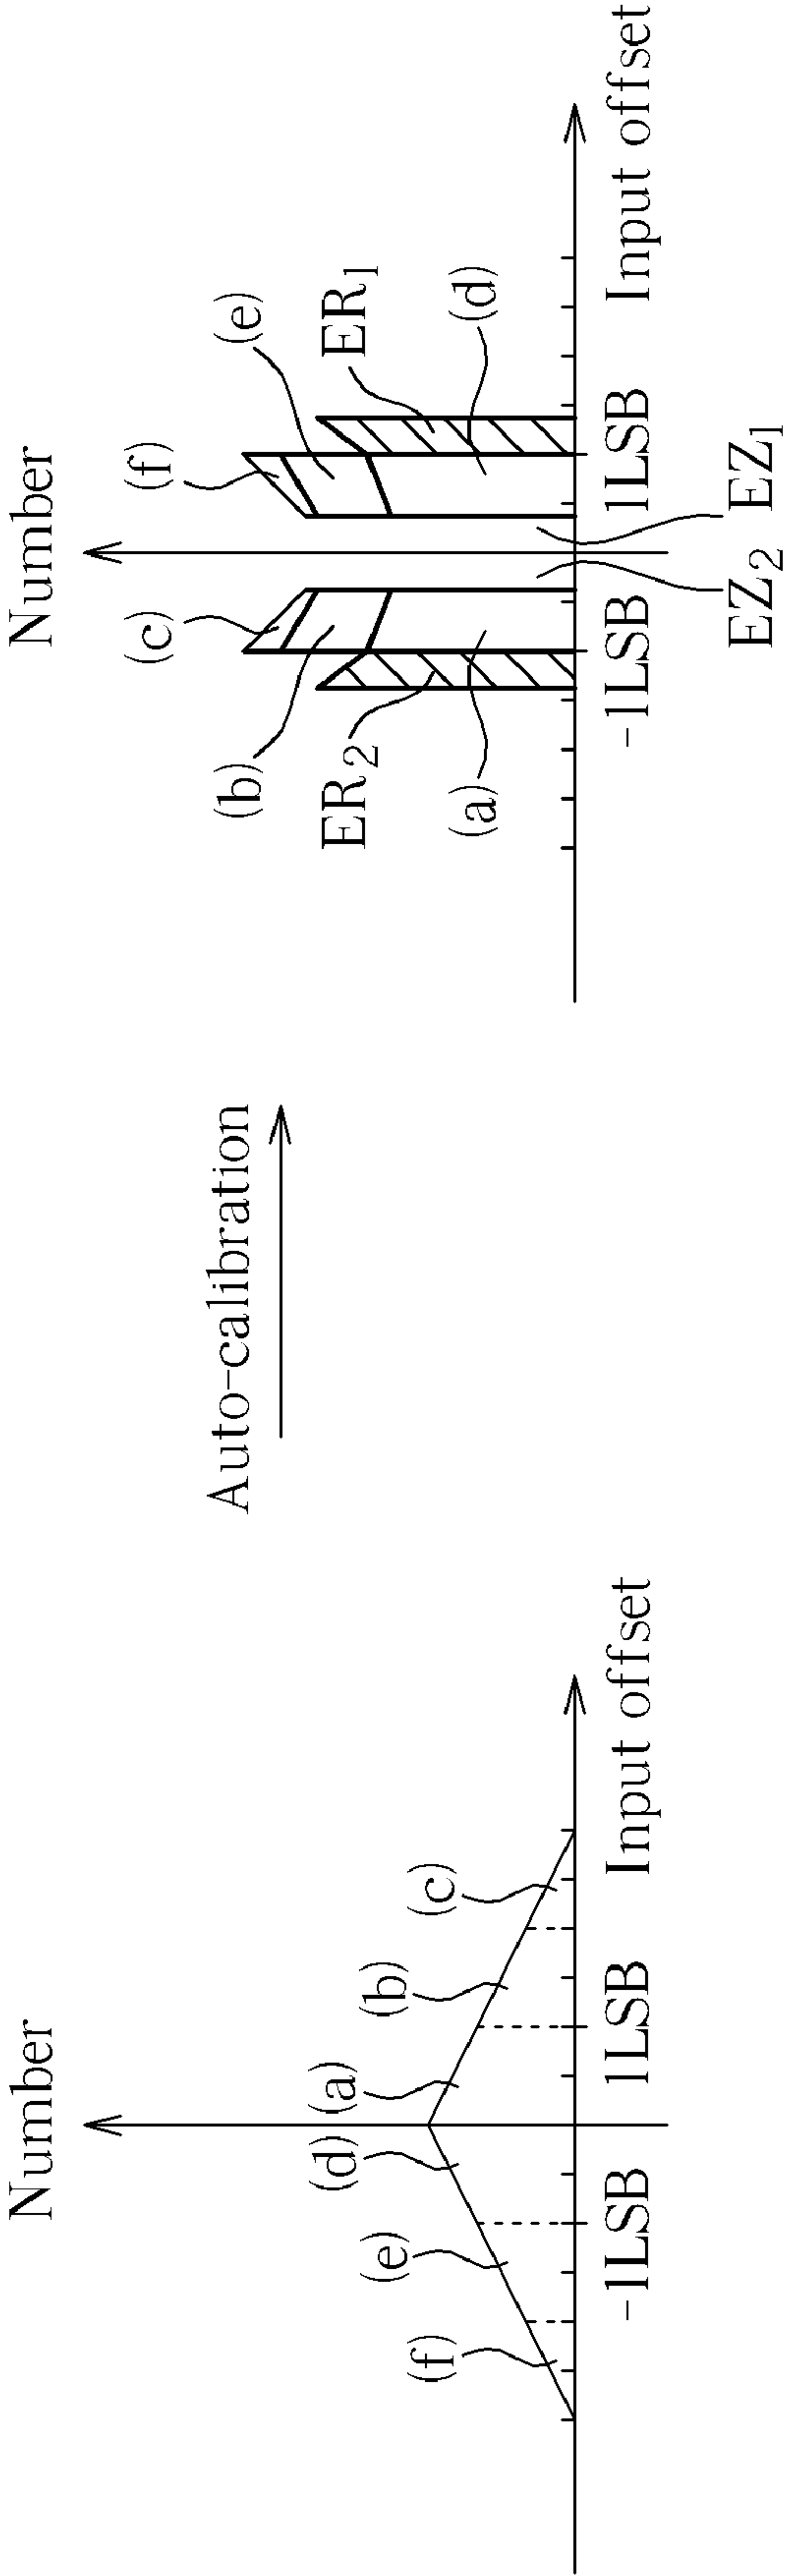 Number
(f)
(e)
(d)
(a)
(b)
(c)
-1LSB
1LSB
Input offset
Auto-calibration
Number
(c)
(f)
(b)
(e)
ER2
ER1
(a)
(d)
-1LSB
1LSB
Input offset
EZ2
EZ1